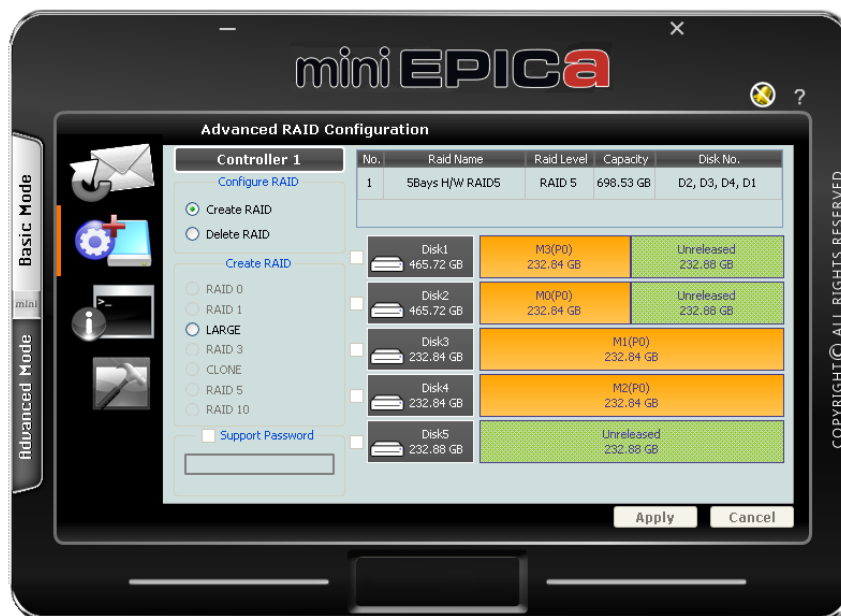 mini EPICa
?
Advanced RAID Configuration
Basic Mode
mini
Advanced Mode
Controller 1
Configure RAID
Create RAID
Delete RAID
Create RAID
RAID 0
RAID 1
LARGE
RAID 3
CLONE
RAID 5
RAID 10
Support Password
No. Raid Name Raid Level Capacity Disk No.
1 5Bays H/W RAID5 RAID 5 698.53 GB D2, D3, D4, D1
Disk1 M3(P0) Unreleased
465.72 GB 232.84 GB 232.88 GB
Disk2 M0(P0) Unreleased
465.72 GB 232.84 GB 232.88 GB
Disk3 M1(P0)
232.84 GB 232.84 GB
Disk4 M2(P0)
232.84 GB 232.84 GB
Disk5 Unreleased
232.88 GB 232.88 GB
Apply Cancel
COPYRIGHT© ALL RIGHTS RESERVED